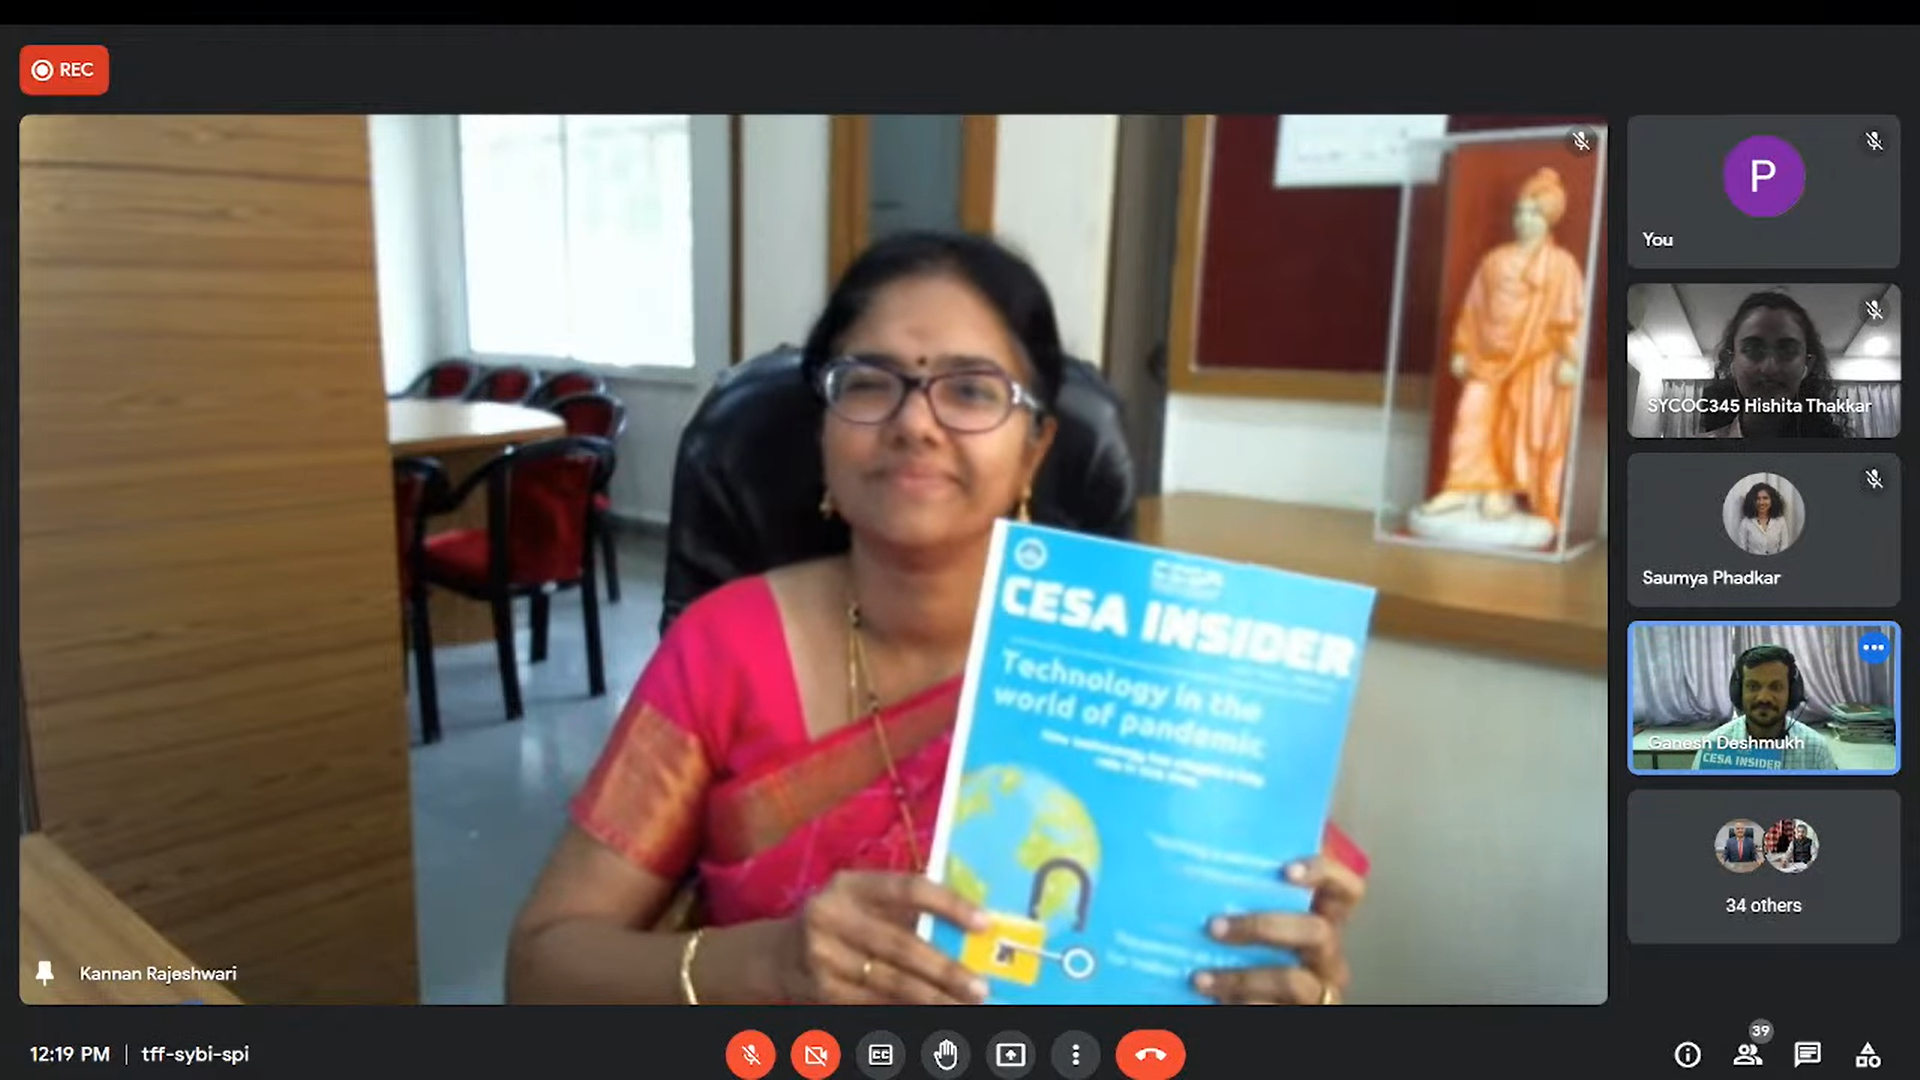 REC
P
You
SYCOC345 Hishita Thakkar
Saumya Phadkar
Ganesh Deshmukh
CESA INSIDER
34 others
CESA INSIDER
Technology in the
world of pandemic
Kannan Rajeshwari
12:19 PM | tff-sybi-spi
CC
39